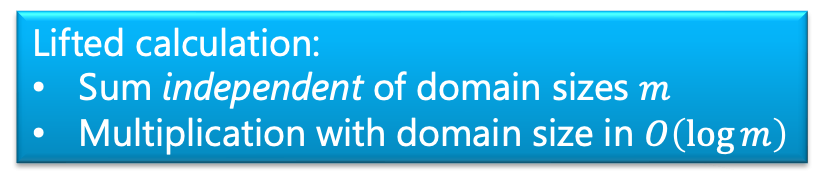 Lifted calculation:
• Sum independent of domain sizes m
• Multiplication with domain size in O(log m)